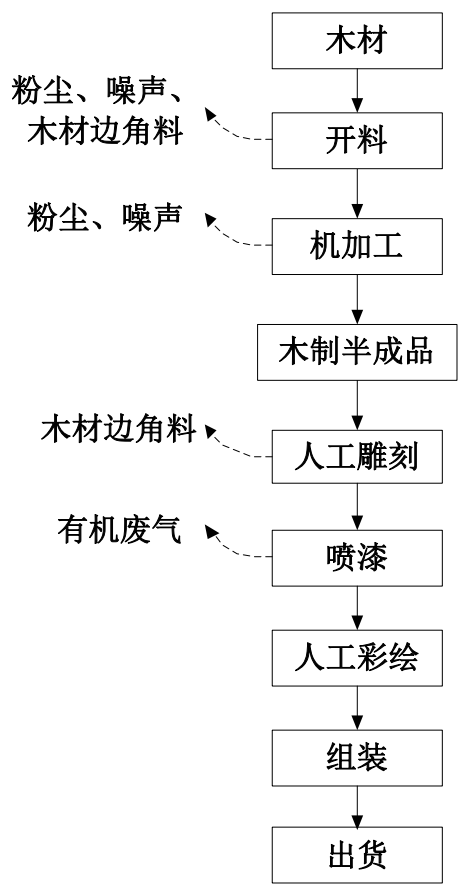 木材
粉尘、噪声、
木材边角料
开料
粉尘、噪声
机加工
木制半成品
木材边角料
人工雕刻
有机废气
喷漆
人工彩绘
组装
出货